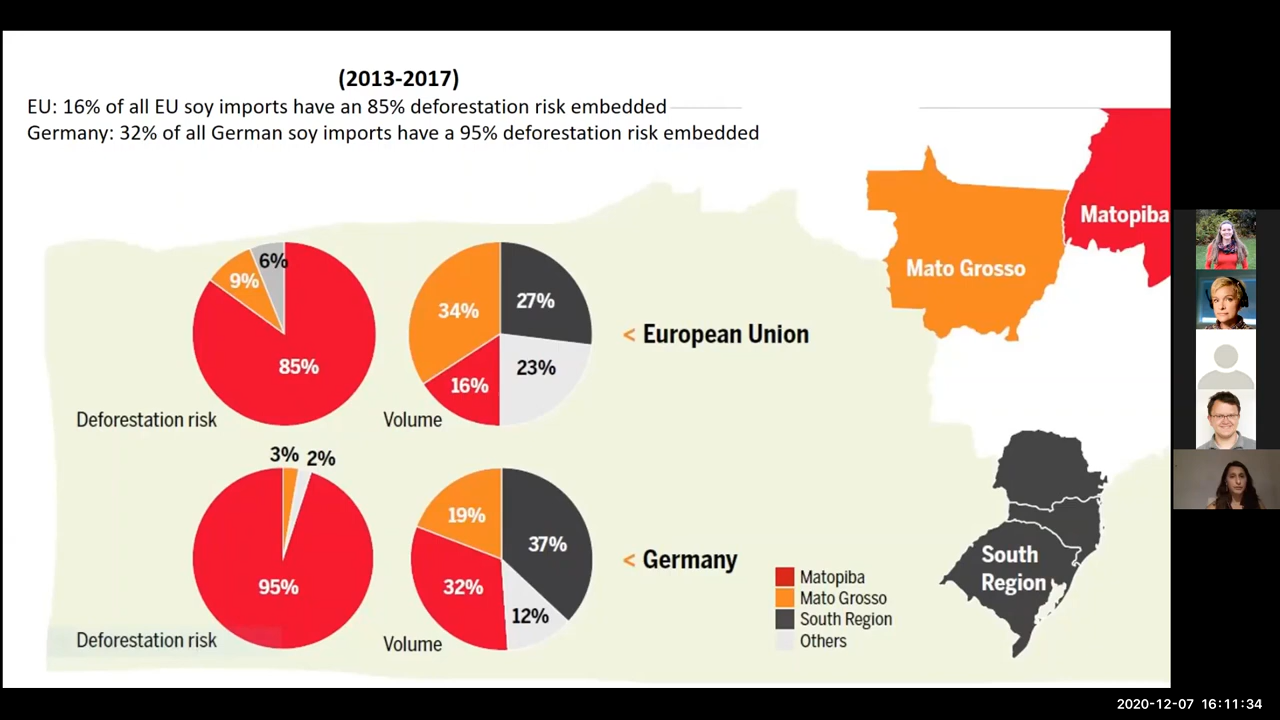 (2013-2017)
EU: 16% of all EU soy imports have an 85% deforestation risk embedded
Germany: 32% of all German soy imports have a 95% deforestation risk embedded
Matopiba
Mato Grosso
6%
9%
85%
Deforestation risk
34%
27%
16%
23%
Volume
< European Union
3% 2%
95%
Deforestation risk
19%
37%
32%
12%
Volume
< Germany
Matopiba
Mato Grosso
South Region
Others
South
Region
2020-12-07 16:11:34